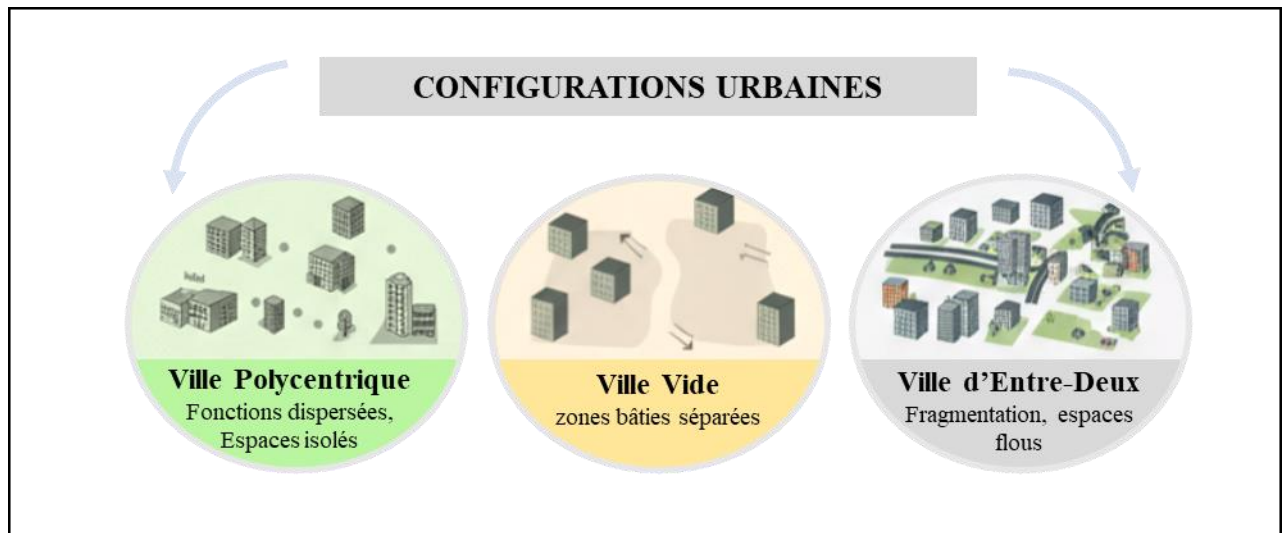 CONFIGURATIONS URBAINES
Ville Polycentrique
Fonctions dispersées,
Espaces isolés
Ville Vide
zones bâties séparées
Ville d'Entre-Deux
Fragmentation, espaces
flous